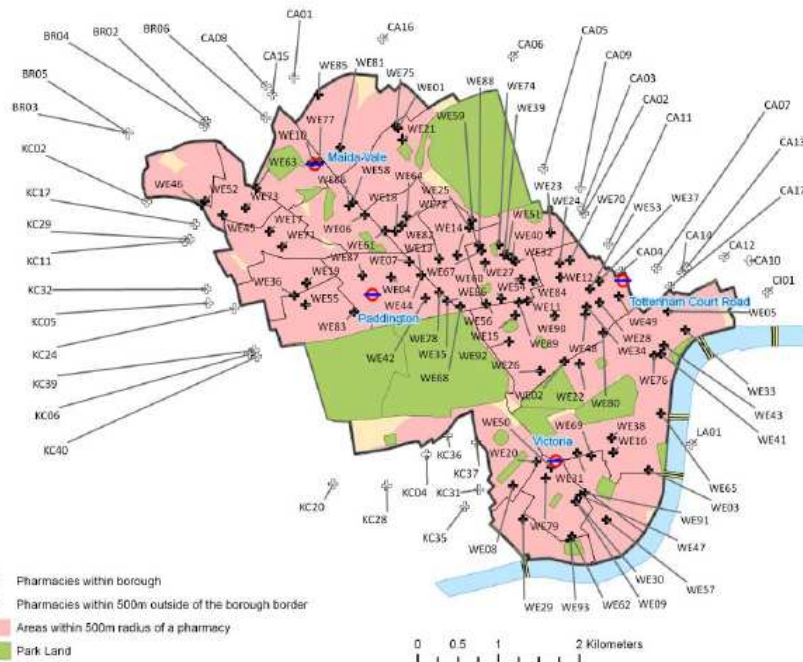 CA01
CA16
BR06
CA08
CA15
CA06
CA05
CA09
CA03
CA02
CA11
CA07
CA13
CA17
BR02
BR04
BR05
BR03
KC02
KC17
KC29
KC11
KC32
KC05
KC24
KC39
KC06
KC40
WE85
WE81
WE75
WE01
WE88
WE74
WE39
WE77
WE10
WE21
WE59
WE63
Maida Vale
WE58
WE64
WE46
WE52
WE73
WE18
WE25
WE23
WE24
WE70
WE53
WE37
WE45
WE17
WE06
WE72
WE14
WE51
WE40
WE71
WE61
WE82
WE13
WE32
CA04
CA14
CA12
CA10
CI01
WE87
WE07
WE67
WE60
WE27
WE12
WE19
WE36
WE04
WE54
WE84
Tottenham Court Road
WE05
WE55
WE44
WE11
WE83
Paddington
WE56
WE90
WE49
WE78
WE15
WE89
WE28
WE42
WE35
WE92
WE48
WE34
WE68
WE26
WE76
WE33
WE02
WE22
WE80
WE43
WE41
WE50
WE69
WE38
WE16
LA01
Victoria
WE20
KC36
KC37
WE31
WE65
WE03
KC20
KC28
KC04
KC31
KC35
WE79
WE91
WE08
WE47
WE57
WE30
WE29
WE93
WE62
WE09
Pharmacies within borough
Pharmacies within 500m outside of the borough border
Areas within 500m radius of a pharmacy
Park Land
0 0.5 1 2 Kilometers